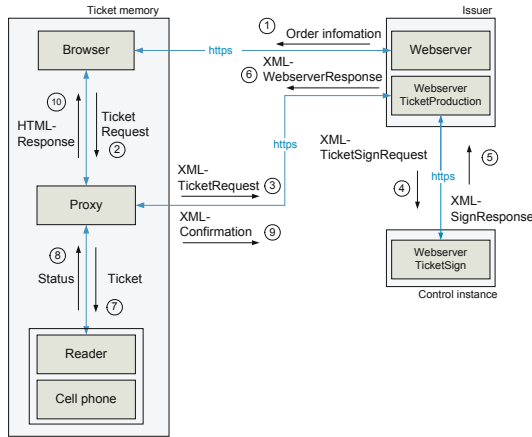 Ticket memory
Issuer
1
Order infomation
Browser
https
Webserver
6
XML-
WebserverResponse
Webserver
TicketProduction
10
HTML-
Response
Ticket
Request
2
https
XML-
TicketSignRequest
5
XML-
TicketRequest
3
4
https
XML-
SignResponse
Proxy
XML-
Confirmation
9
8
Status
Ticket
7
Webserver
TicketSign
Control instance
Reader
Cell phone